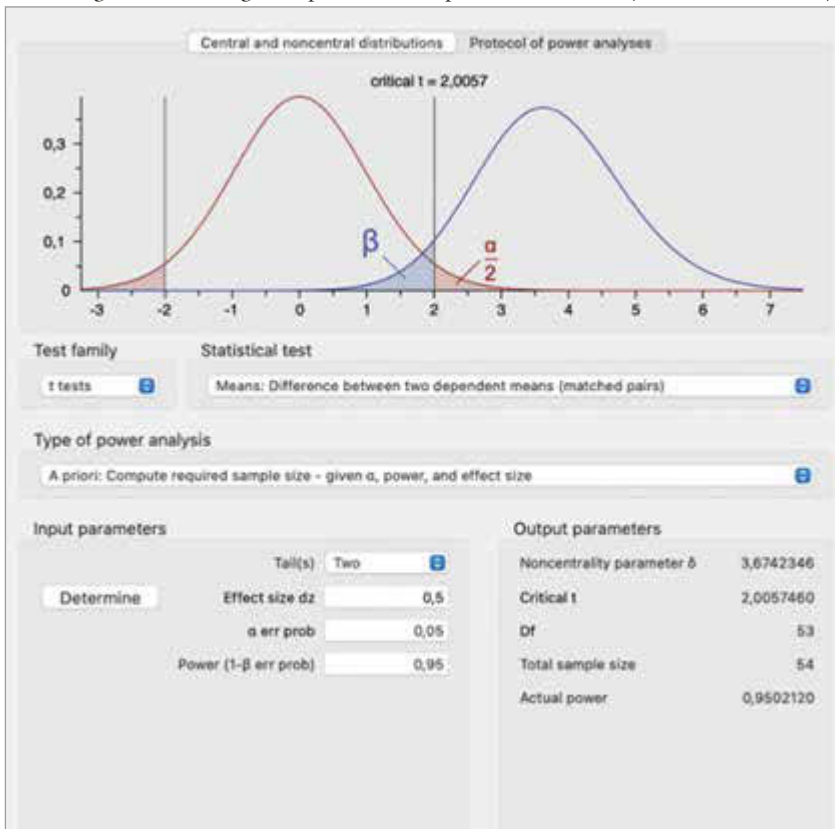 Central and noncentral distributions Protocol of power analyses
critical t = 2,0057
0,3
0,2
0,1
0
β
α
2
-3 -2 -1 0 1 2 3 4 5 6 7
Test family Statistical test
t tests Means: Difference between two dependent means (matched pairs)
Type of power analysis
A priori: Compute required sample size - given α, power, and effect size
Input parameters Output parameters
Tail(s) Two Noncentrality parameter δ 3,6742346
Determine Effect size dz 0,5 Critical t 2,0057460
α err prob 0,05 Df 53
Power (1-β err prob) 0,95 Total sample size 54
Actual power 0,9502120